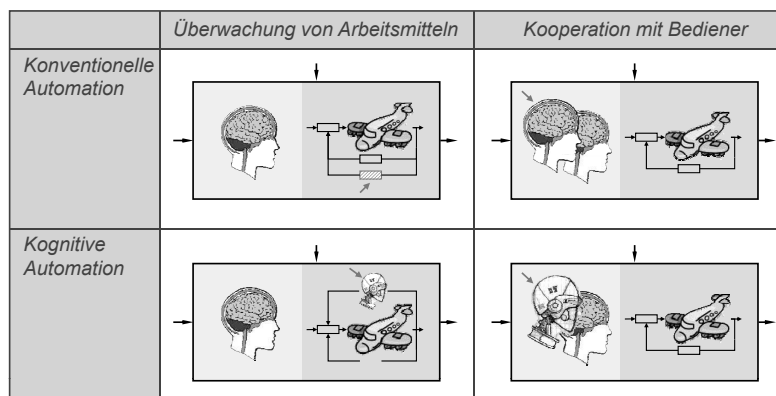 Überwachung von Arbeitsmitteln
Kooperation mit Bediener
Konventionelle
Automation
Kognitive
Automation